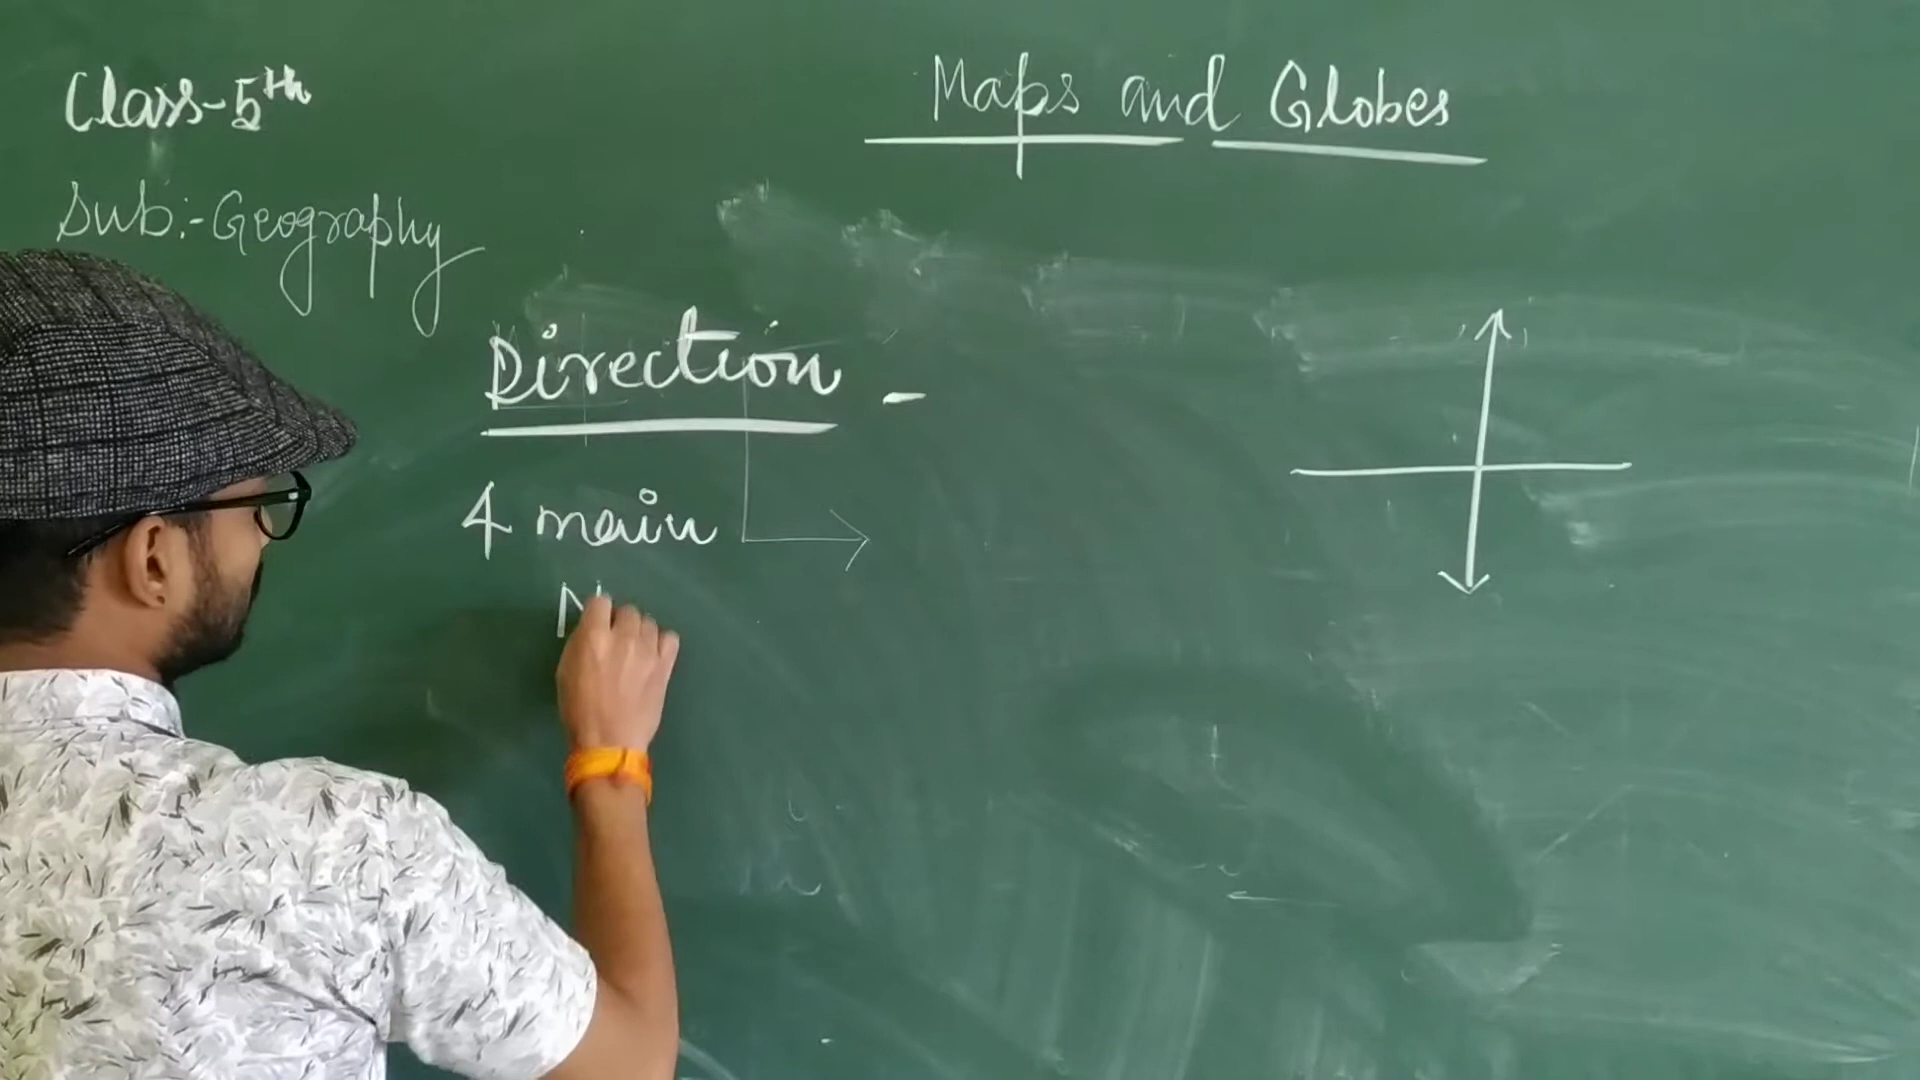 Class-5th
Maps and Globes
Sub:-Geography
Direction -
4 main
N